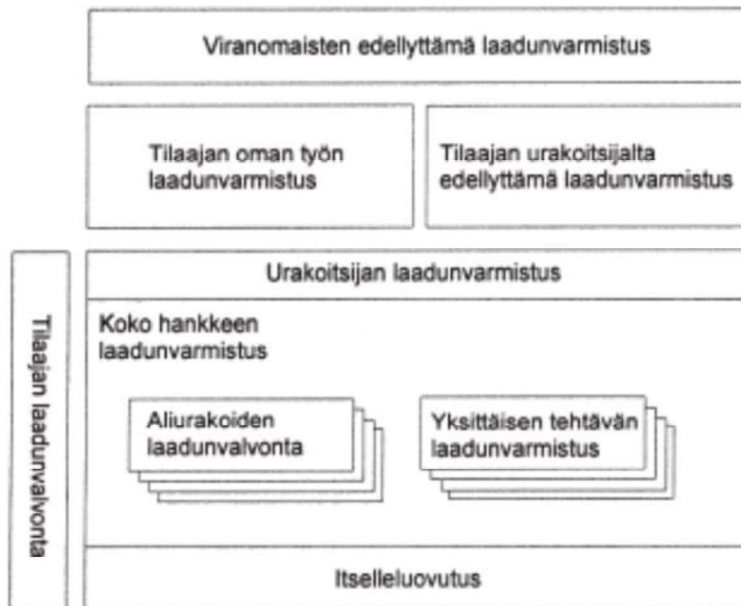 Viranomaisten edellyttämä laadunvarmistus
Tilaajan oman työn
laadunvarmistus
Tilaajan urakoitsijalta
edellyttämä laadunvarmistus
Tilaajan laadunvalvonta
Urakoitsijan laadunvarmistus
Koko hankkeen
laadunvarmistus
Aliurakoiden
laadunvalvonta
Yksittäisen tehtävän
laadunvarmistus
Itselleluovutus